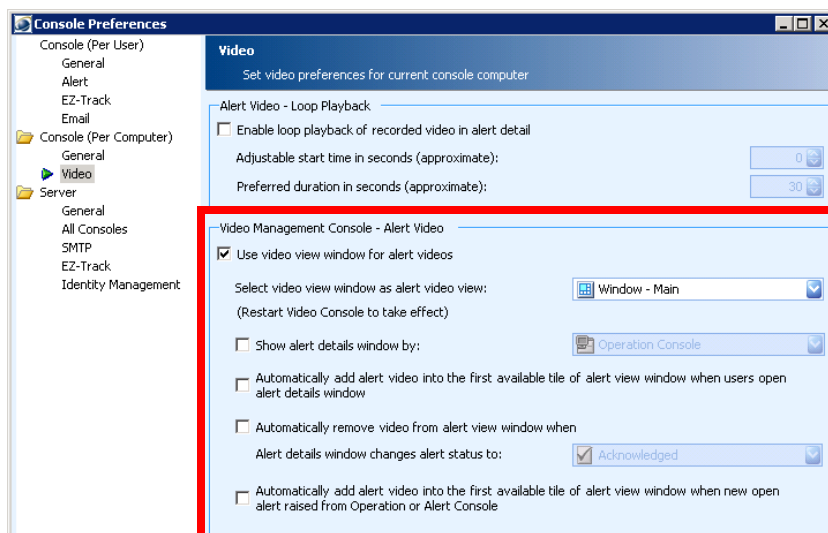 Console Preferences
Console (Per User)
General
Alert
EZ-Track
Email
Console (Per Computer)
General
Video
Server
General
All Consoles
SMTP
EZ-Track
Identity Management
Video
Set video preferences for current console computer
Alert Video - Loop Playback
Enable loop playback of recorded video in alert detail
Adjustable start time in seconds (approximate):
0
Preferred duration in seconds (approximate):
30
Video Management Console - Alert Video
Use video view window for alert videos
Select video view window as alert video view:
Window - Main
(Restart Video Console to take effect)
Show alert details window by:
Operation Console
Automatically add alert video into the first available tile of alert view window when users open
alert details window
Automatically remove video from alert view window when
Alert details window changes alert status to:
Acknowledged
Automatically add alert video into the first available tile of alert view window when new open
alert raised from Operation or Alert Console